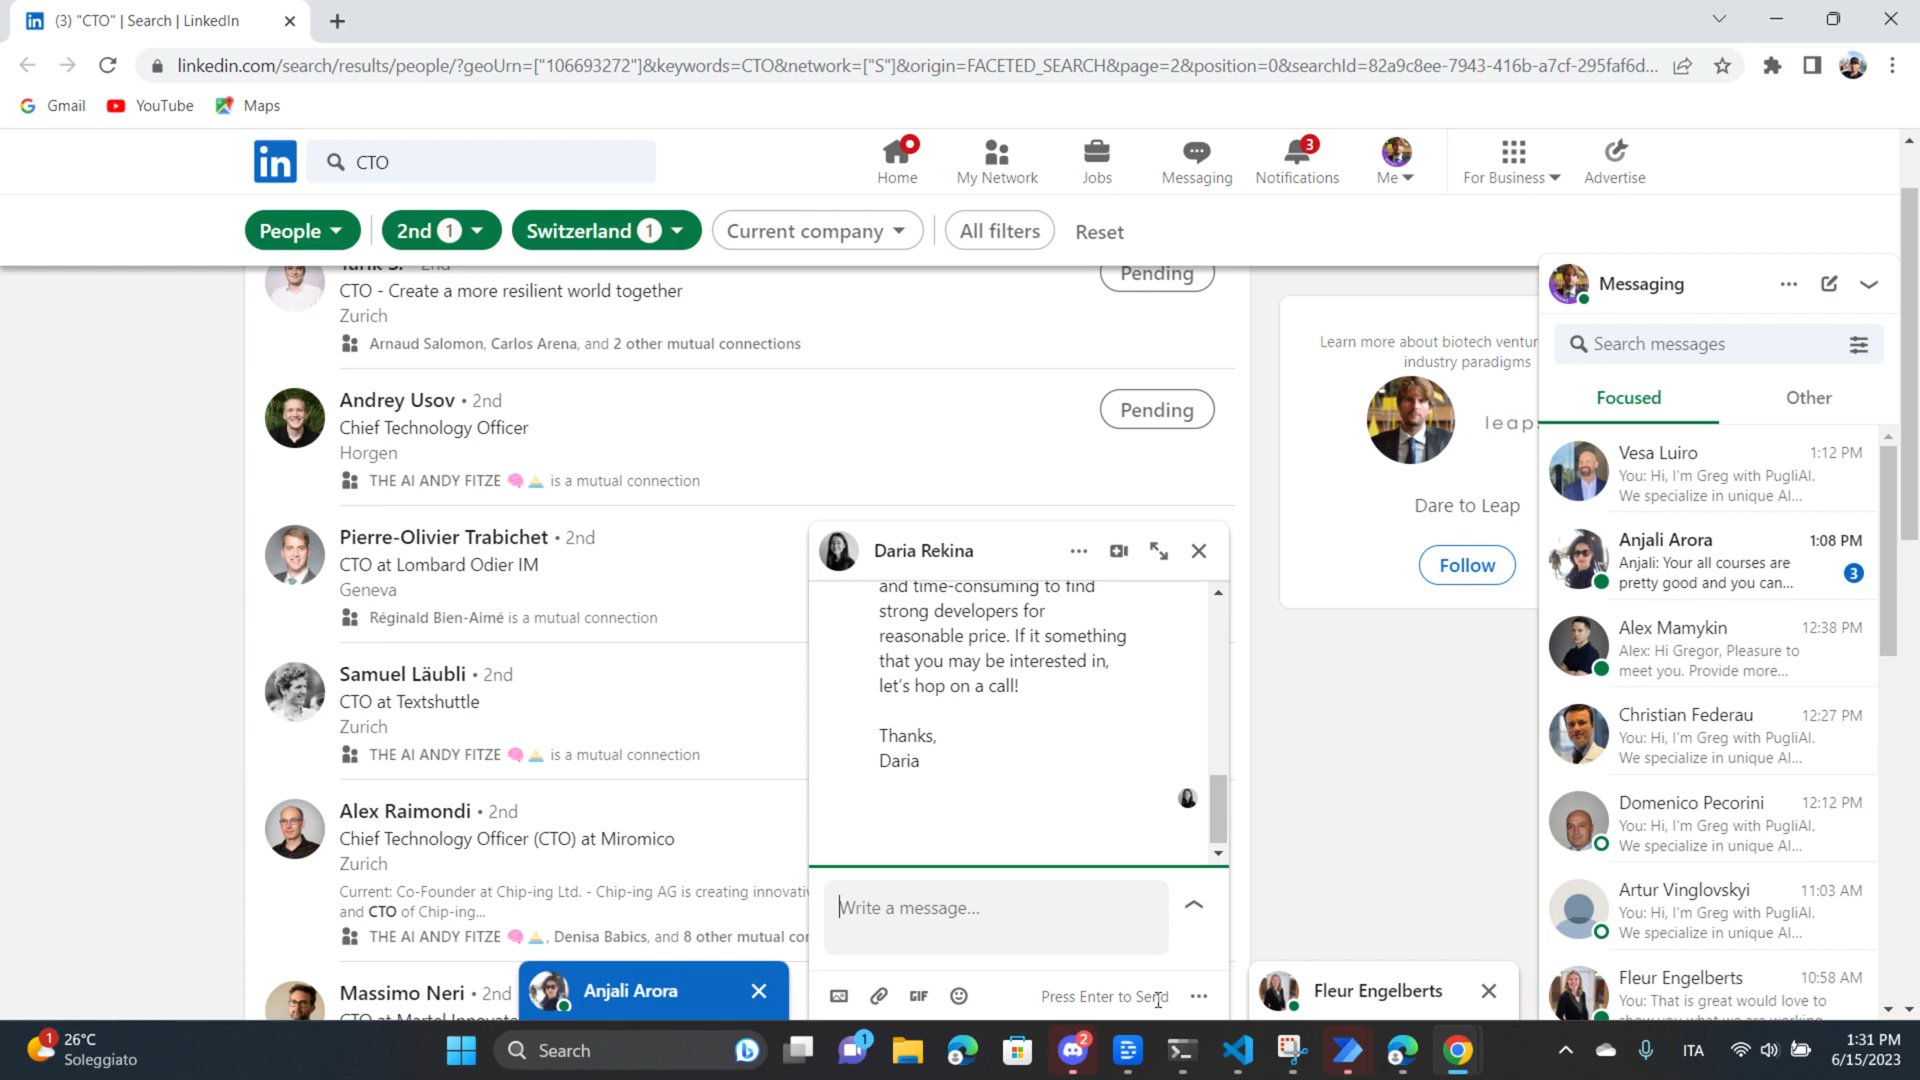 (3) "CTO" | Search | LinkedIn
linkedin.com/search/results/people/?geoUrn=["106693272"]&keywords=CTO&network=["S"]&origin=FACETED_SEARCH&page=2&position=0&searchId=82a9c8ee-7943-416b-a7cf-295faf6d...
Gmail YouTube Maps
in CTO
Home My Network Jobs Messaging 3 Notifications Me For Business Advertise
People 2nd 1 Switzerland 1 Current company All filters Reset
Pending
CTO - Create a more resilient world together
Zurich
Arnaud Salomon, Carlos Arena, and 2 other mutual connections
Andrey Usov • 2nd
Chief Technology Officer
Horgen
THE AI ANDY FITZE is a mutual connection
Pending
Pierre-Olivier Trabichet • 2nd
CTO at Lombard Odier IM
Geneva
Réginald Bien-Aimé is a mutual connection
Samuel Läubli • 2nd
CTO at Textshuttle
Zurich
THE AI ANDY FITZE is a mutual connection
Alex Raimondi • 2nd
Chief Technology Officer (CTO) at Miromico
Zurich
Current: Co-Founder at Chip-ing Ltd. - Chip-ing AG is creating innovati
and CTO of Chip-ing...
THE AI ANDY FITZE, Denisa Babics, and 8 other mutual cor
Massimo Neri • 2nd
Learn more about biotech ventur
industry paradigms
leap
Dare to Leap
Follow
Daria Rekina
and time-consuming to find
strong developers for
reasonable price. If it something
that you may be interested in,
let's hop on a call!
Thanks,
Daria
Write a message...
GIF
Press Enter to Send
Anjali Arora
Fleur Engelberts
Messaging
Search messages
Focused Other
Vesa Luiro 1:12 PM
You: Hi, I'm Greg with PugliAI.
We specialize in unique AI...
Anjali Arora 1:08 PM
Anjali: Your all courses are
pretty good and you can... 3
Alex Mamykin 12:38 PM
Alex: Hi Gregor, Pleasure to
meet you. Provide more...
Christian Federau 12:27 PM
You: Hi, I'm Greg with PugliAI.
We specialize in unique AI...
Domenico Pecorini 12:12 PM
You: Hi, I'm Greg with PugliAI.
We specialize in unique AI...
Artur Vinglovskyi 11:03 AM
You: Hi, I'm Greg with PugliAI.
We specialize in unique AI...
Fleur Engelberts 10:58 AM
You: That is great would love to
1 26°C
Soleggiato
Search
1
2
ITA
1:31 PM
6/15/2023